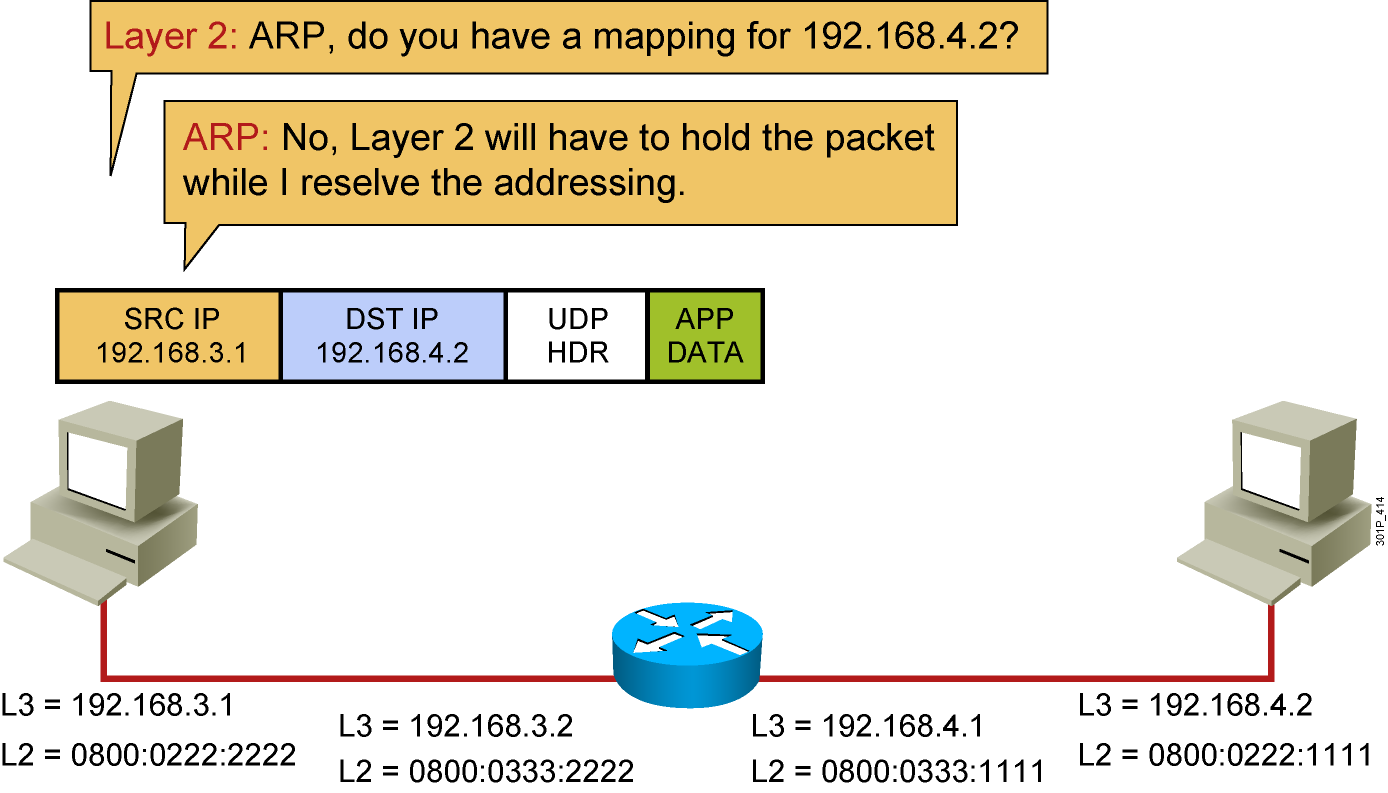 Layer 2: ARP, do you have a mapping for 192.168.4.2?
ARP: No, Layer 2 will have to hold the packet
while I reselve the addressing.
SRC IP
192.168.3.1
DST IP
192.168.4.2
UDP
HDR
APP
DATA
301P_414
L3 = 192.168.3.1
L2 = 0800:0222:2222
L3 = 192.168.3.2
L2 = 0800:0333:2222
L3 = 192.168.4.1
L2 = 0800:0333:1111
L3 = 192.168.4.2
L2 = 0800:0222:1111